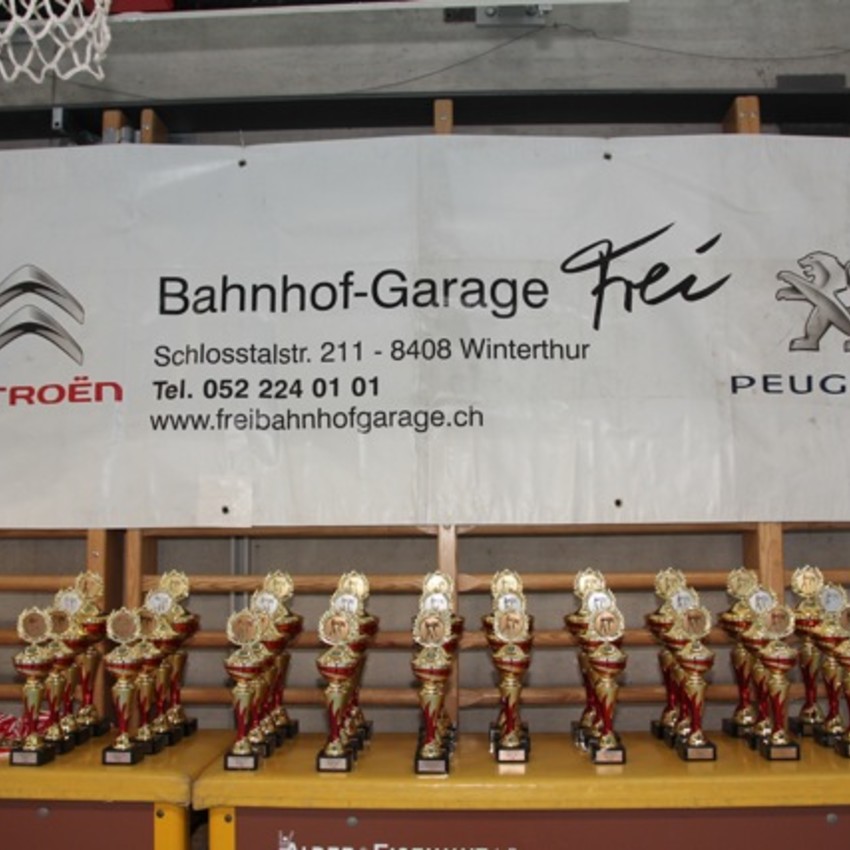 Bahnhof-Garage Frei
Schlosstalstr. 211 - 8408 Winterthur
Tel. 052 224 01 01
www.freibahnhofgarage.ch
TROËN
PEUG